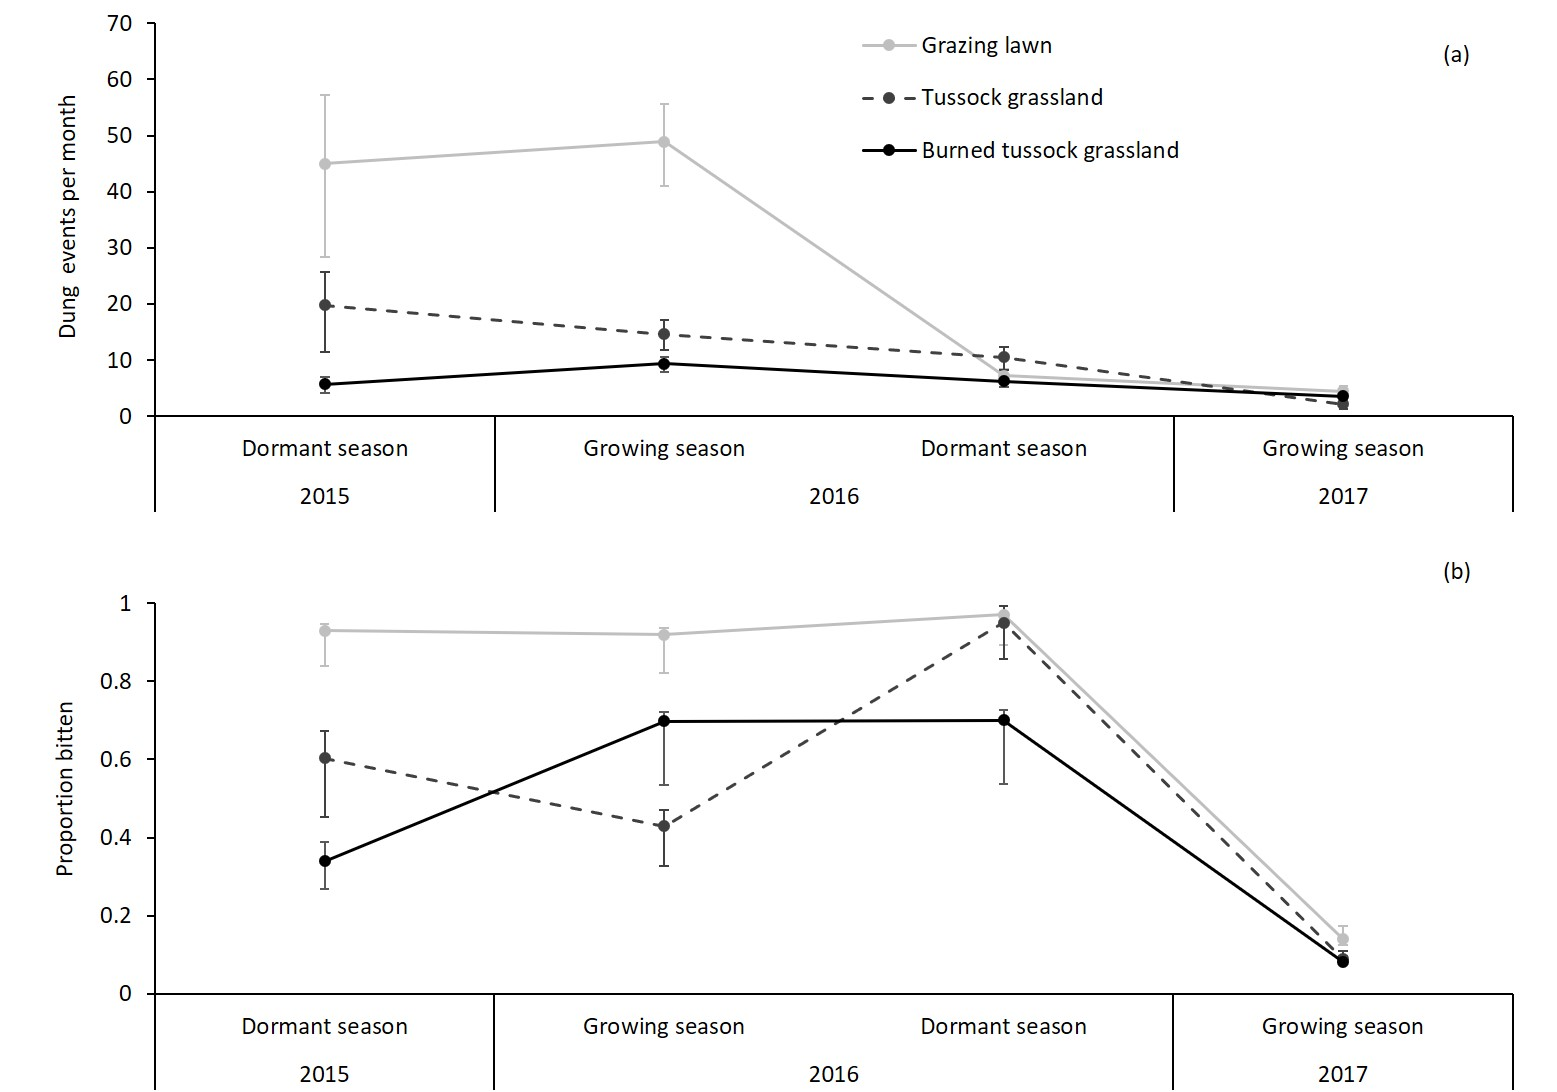 70
60
50
40
30
20
10
0
Dung events per month
Grazing lawn
Tussock grassland
Burned tussock grassland
(a)
Dormant season Growing season Dormant season Growing season
2015 2016 2017
(b)
1
0.8
0.6
0.4
0.2
0
Proportion bitten
Dormant season Growing season Dormant season Growing season
2015 2016 2017